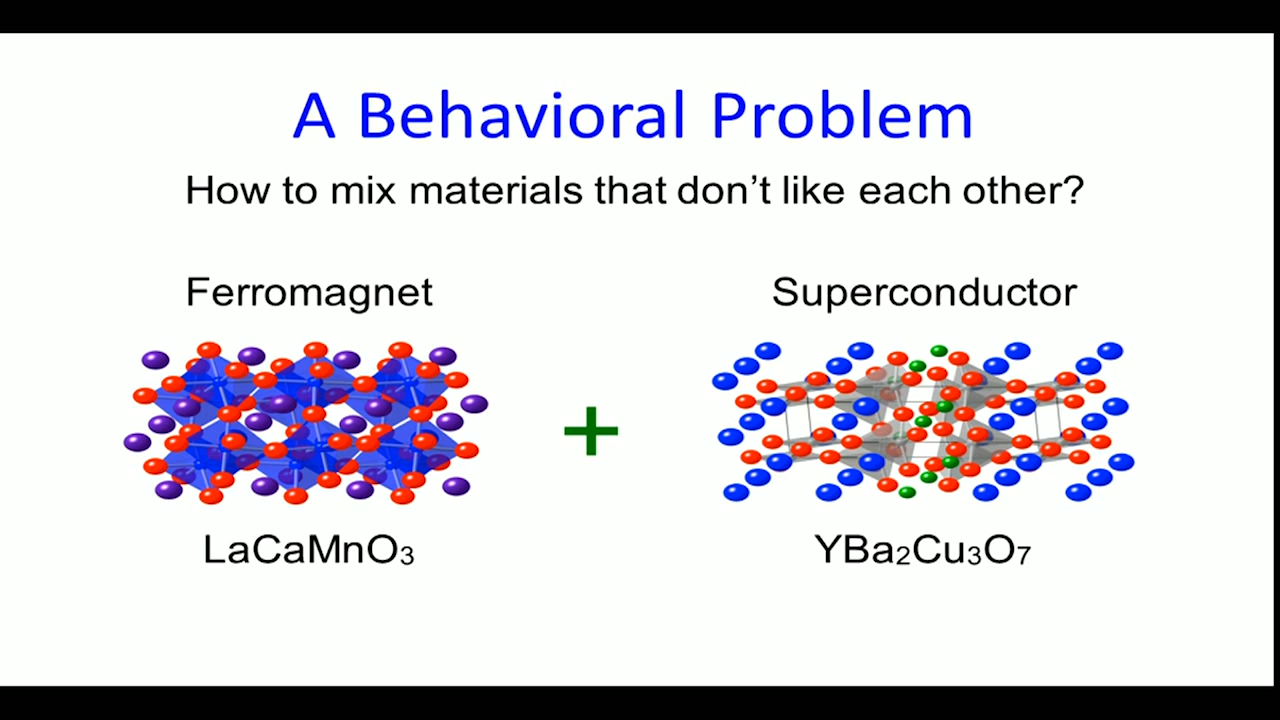 A Behavioral Problem
How to mix materials that don’t like each other?
Ferromagnet
Superconductor
+
LaCaMnO₃
YBa₂Cu₃O₇